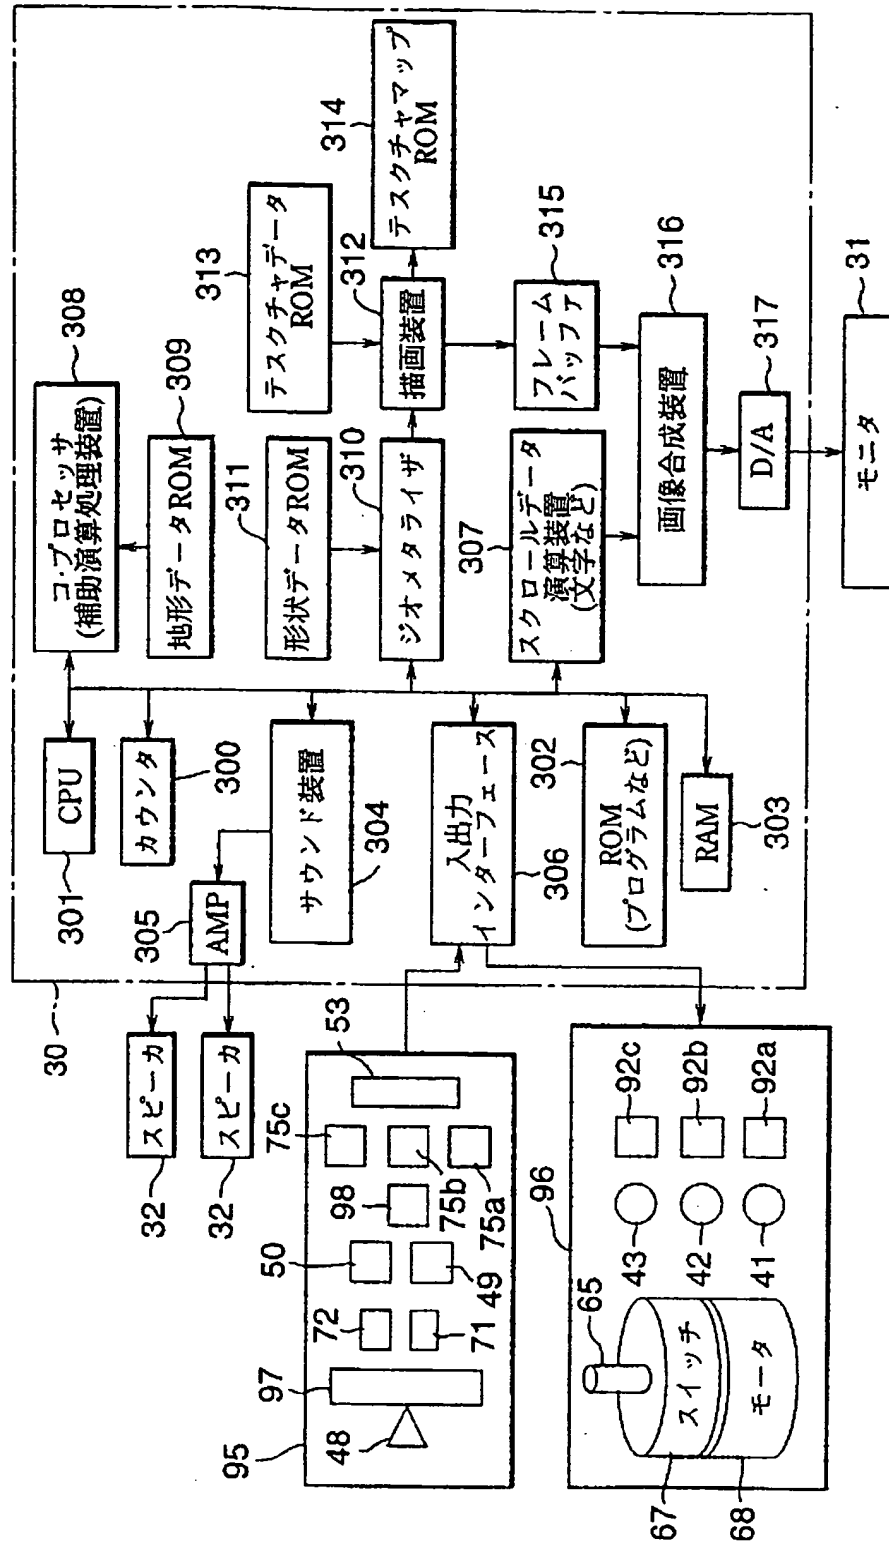 30
301
CPU
カウンタ
300
コ・プロセッサ
(補助演算処理装置)
308
地形データROM
309
305
AMP
スピーカ
32
スピーカ
32
サウンド装置
304
形状データROM
311
ジオメタライザ
310
テスクチャデータ
ROM
313
描画装置
312
テスクチャマップ
ROM
314
入出力
インターフェース
306
スクロールデータ
演算装置
(文字など)
307
フレーム
バッファ
315
ROM
(プログラムなど)
302
画像合成装置
316
RAM
303
D/A
317
モニタ
31
95
48
97
72
71
50
49
98
75c
75b
75a
53
96
65
スイッチ
モータ
67
68
43
42
41
92c
92b
92a